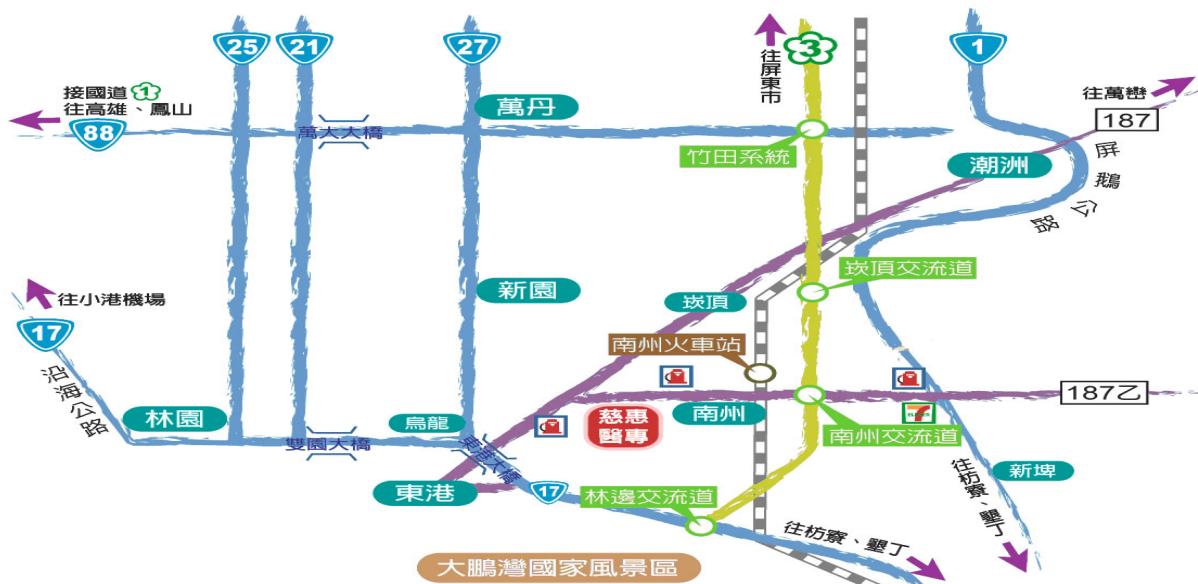 25
21
27
3
1
往屏東市
接國道1
往高雄、鳳山
88
萬大大橋
萬丹
竹田系統
往萬巒
187
潮洲
屏鵝公路
往小港機場
17
沿海公路
新園
崁頂
崁頂交流道
南州火車站
187乙
林園
雙園大橋
烏龍
東港大橋
慈惠
醫專
南州
7
ELEVEN
南州交流道
東港
17
林邊交流道
新埤
往枋寮、墾丁
往枋寮、墾丁
大鵬灣國家風景區